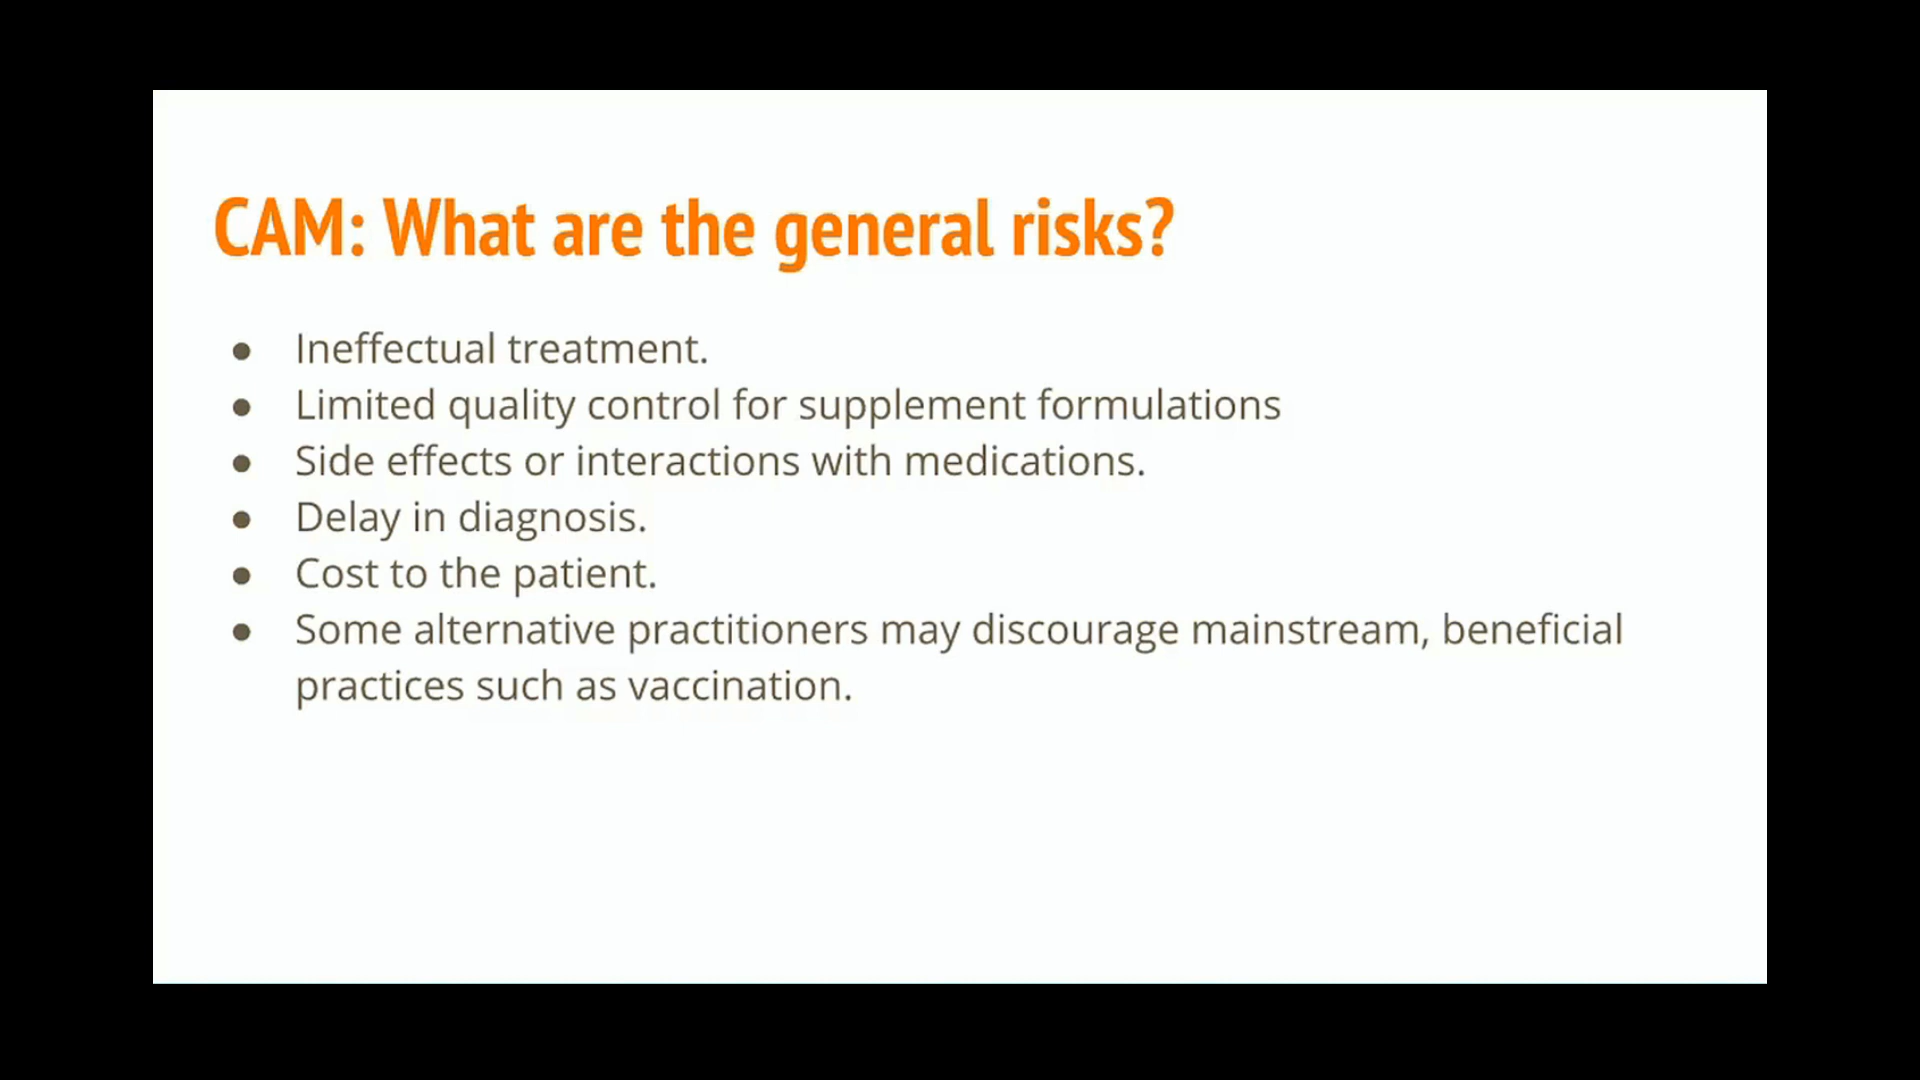 CAM: What are the general risks?
● Ineffectual treatment.
● Limited quality control for supplement formulations
● Side effects or interactions with medications.
● Delay in diagnosis.
● Cost to the patient.
● Some alternative practitioners may discourage mainstream, beneficial
practices such as vaccination.